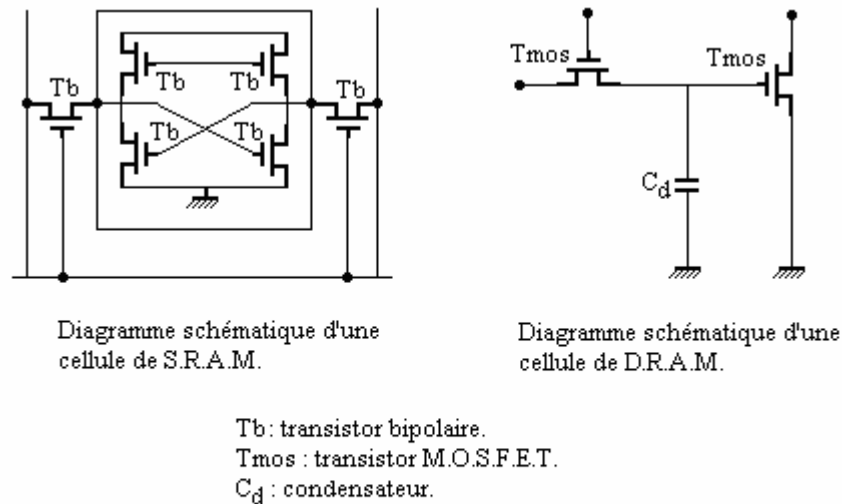 Tb
Tb
Tb
Tb
Tb
Tb
Tmos
Tmos
Cd
Diagramme schématique d'une
cellule de S.R.A.M.
Diagramme schématique d'une
cellule de D.R.A.M.
Tb : transistor bipolaire.
Tmos : transistor M.O.S.F.E.T.
Cd : condensateur.